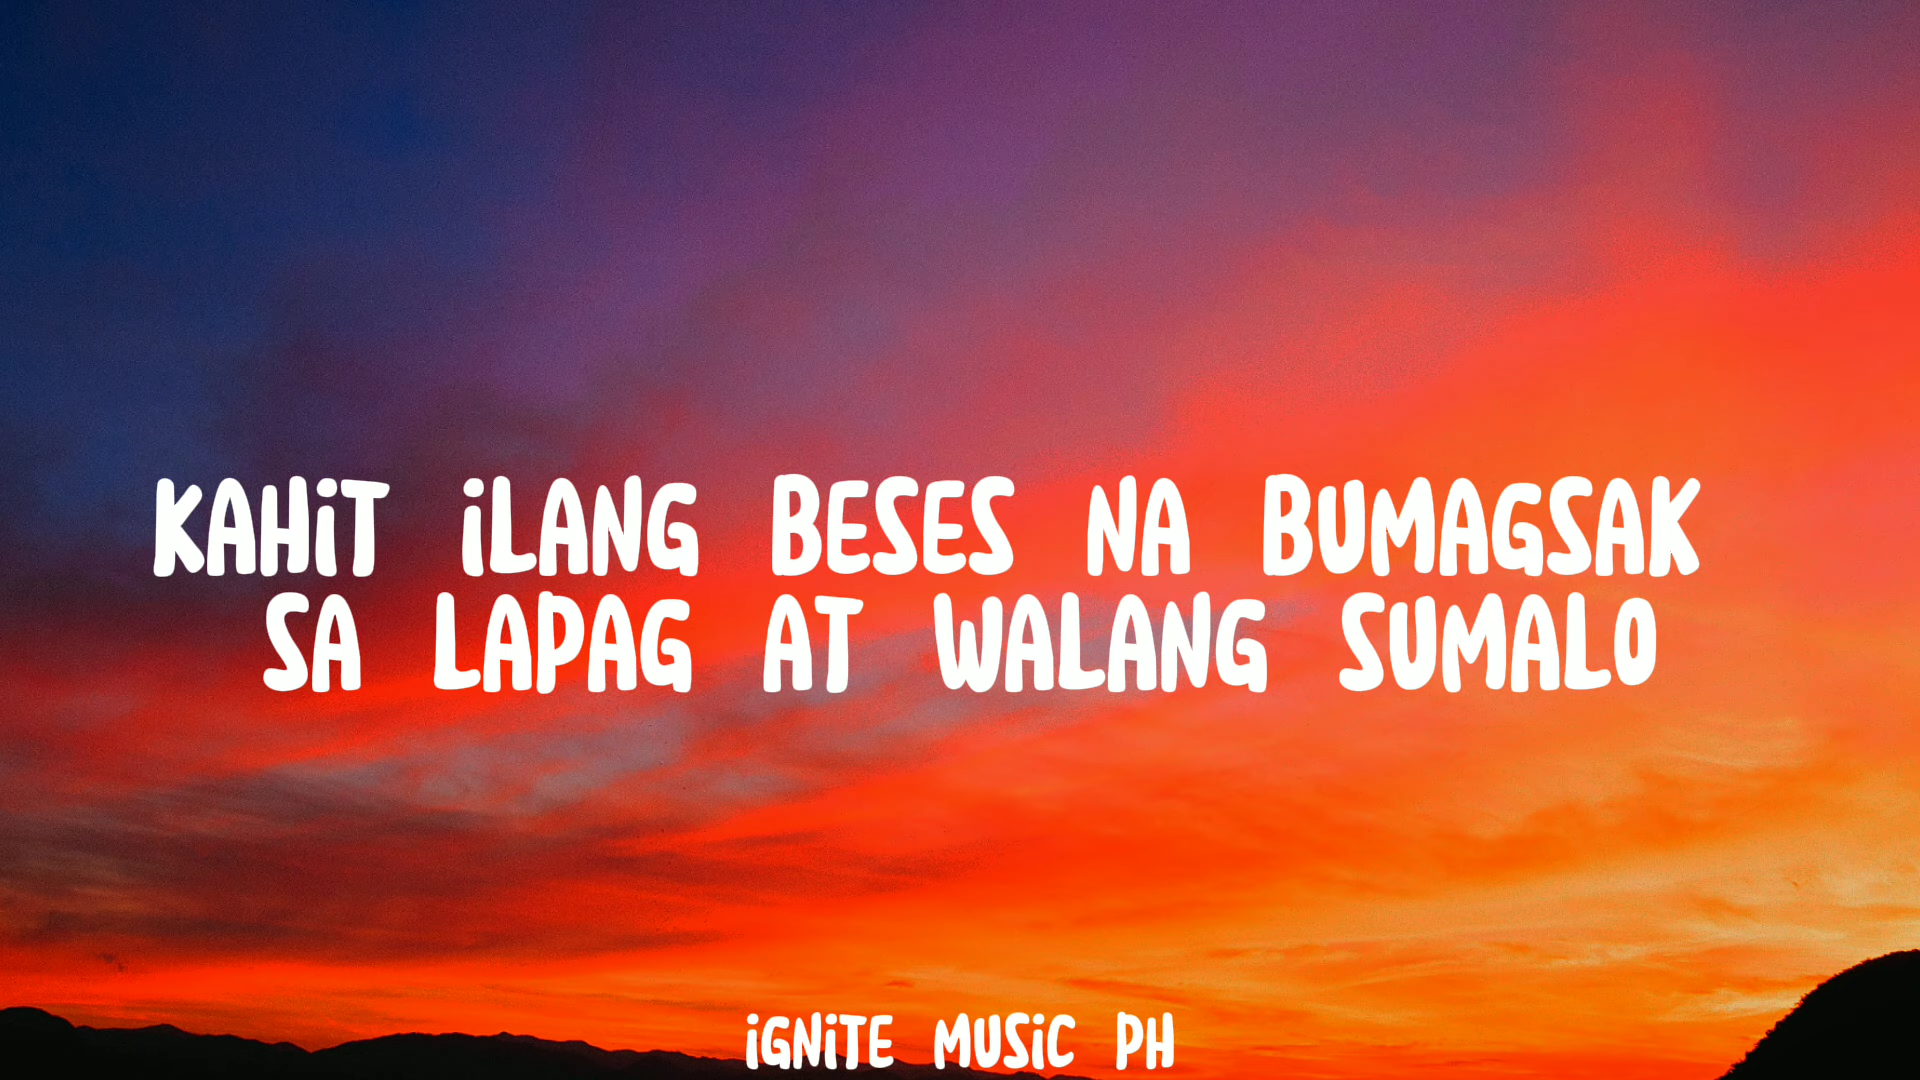 KAHiT iLANG BESES NA BUMAGSAK
SA LAPAG AT WALANG SUMALO
iGNiTE MUSiC PH